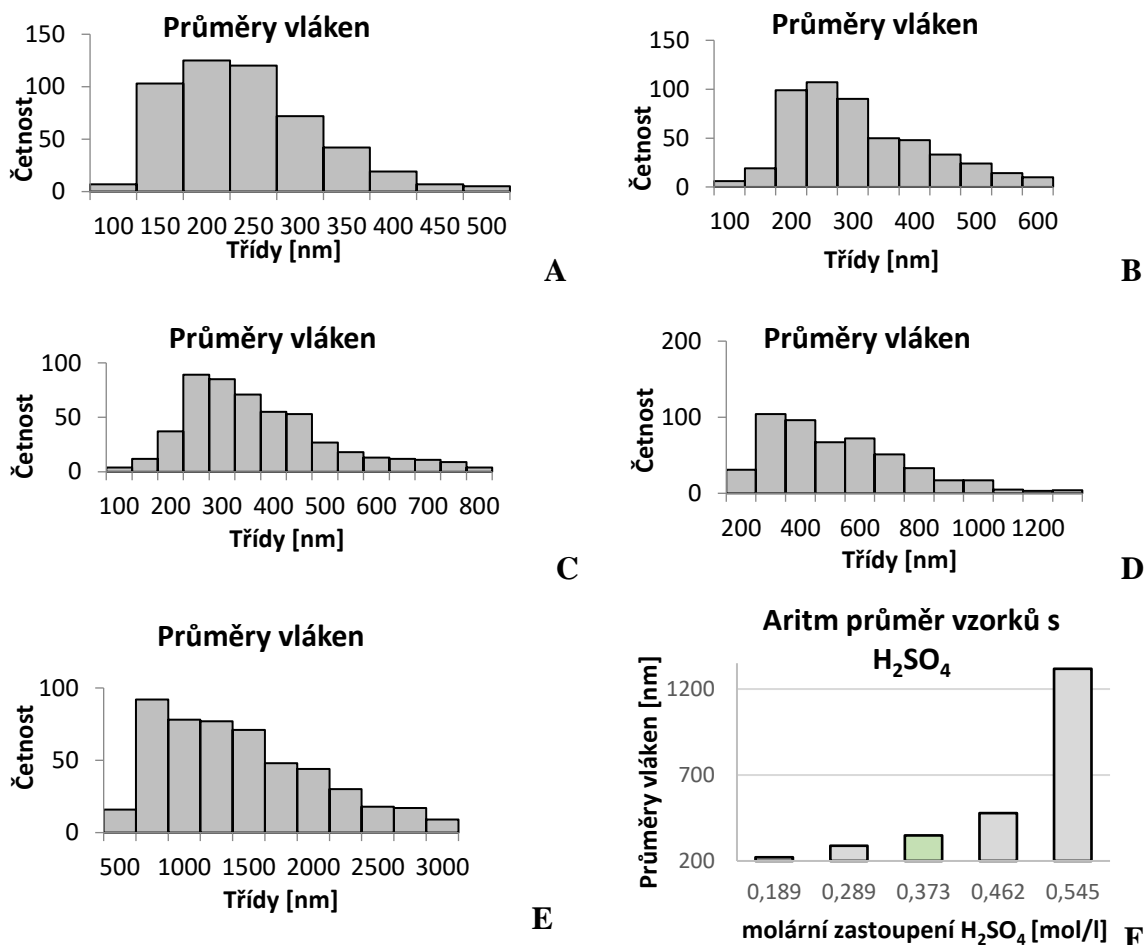 Průměry vláken
150
100
50
0
Četnost
100 150 200 250 300 350 400 450 500
Třídy [nm]
A
Průměry vláken
150
100
50
0
Četnost
100 200 300 400 500 600
Třídy [nm]
B
Průměry vláken
100
50
0
Četnost
100 200 300 400 500 600 700 800
Třídy [nm]
C
Průměry vláken
200
100
0
Četnost
200 400 600 800 1000 1200
Třídy [nm]
D
Průměry vláken
100
50
0
Četnost
500 1000 1500 2000 2500 3000
Třídy [nm]
E
Aritm průměr vzorků s
H₂SO₄
1200
700
200
Průměry vláken [nm]
0,189 0,289 0,373 0,462 0,545
molární zastoupení H₂SO₄ [mol/l]
F